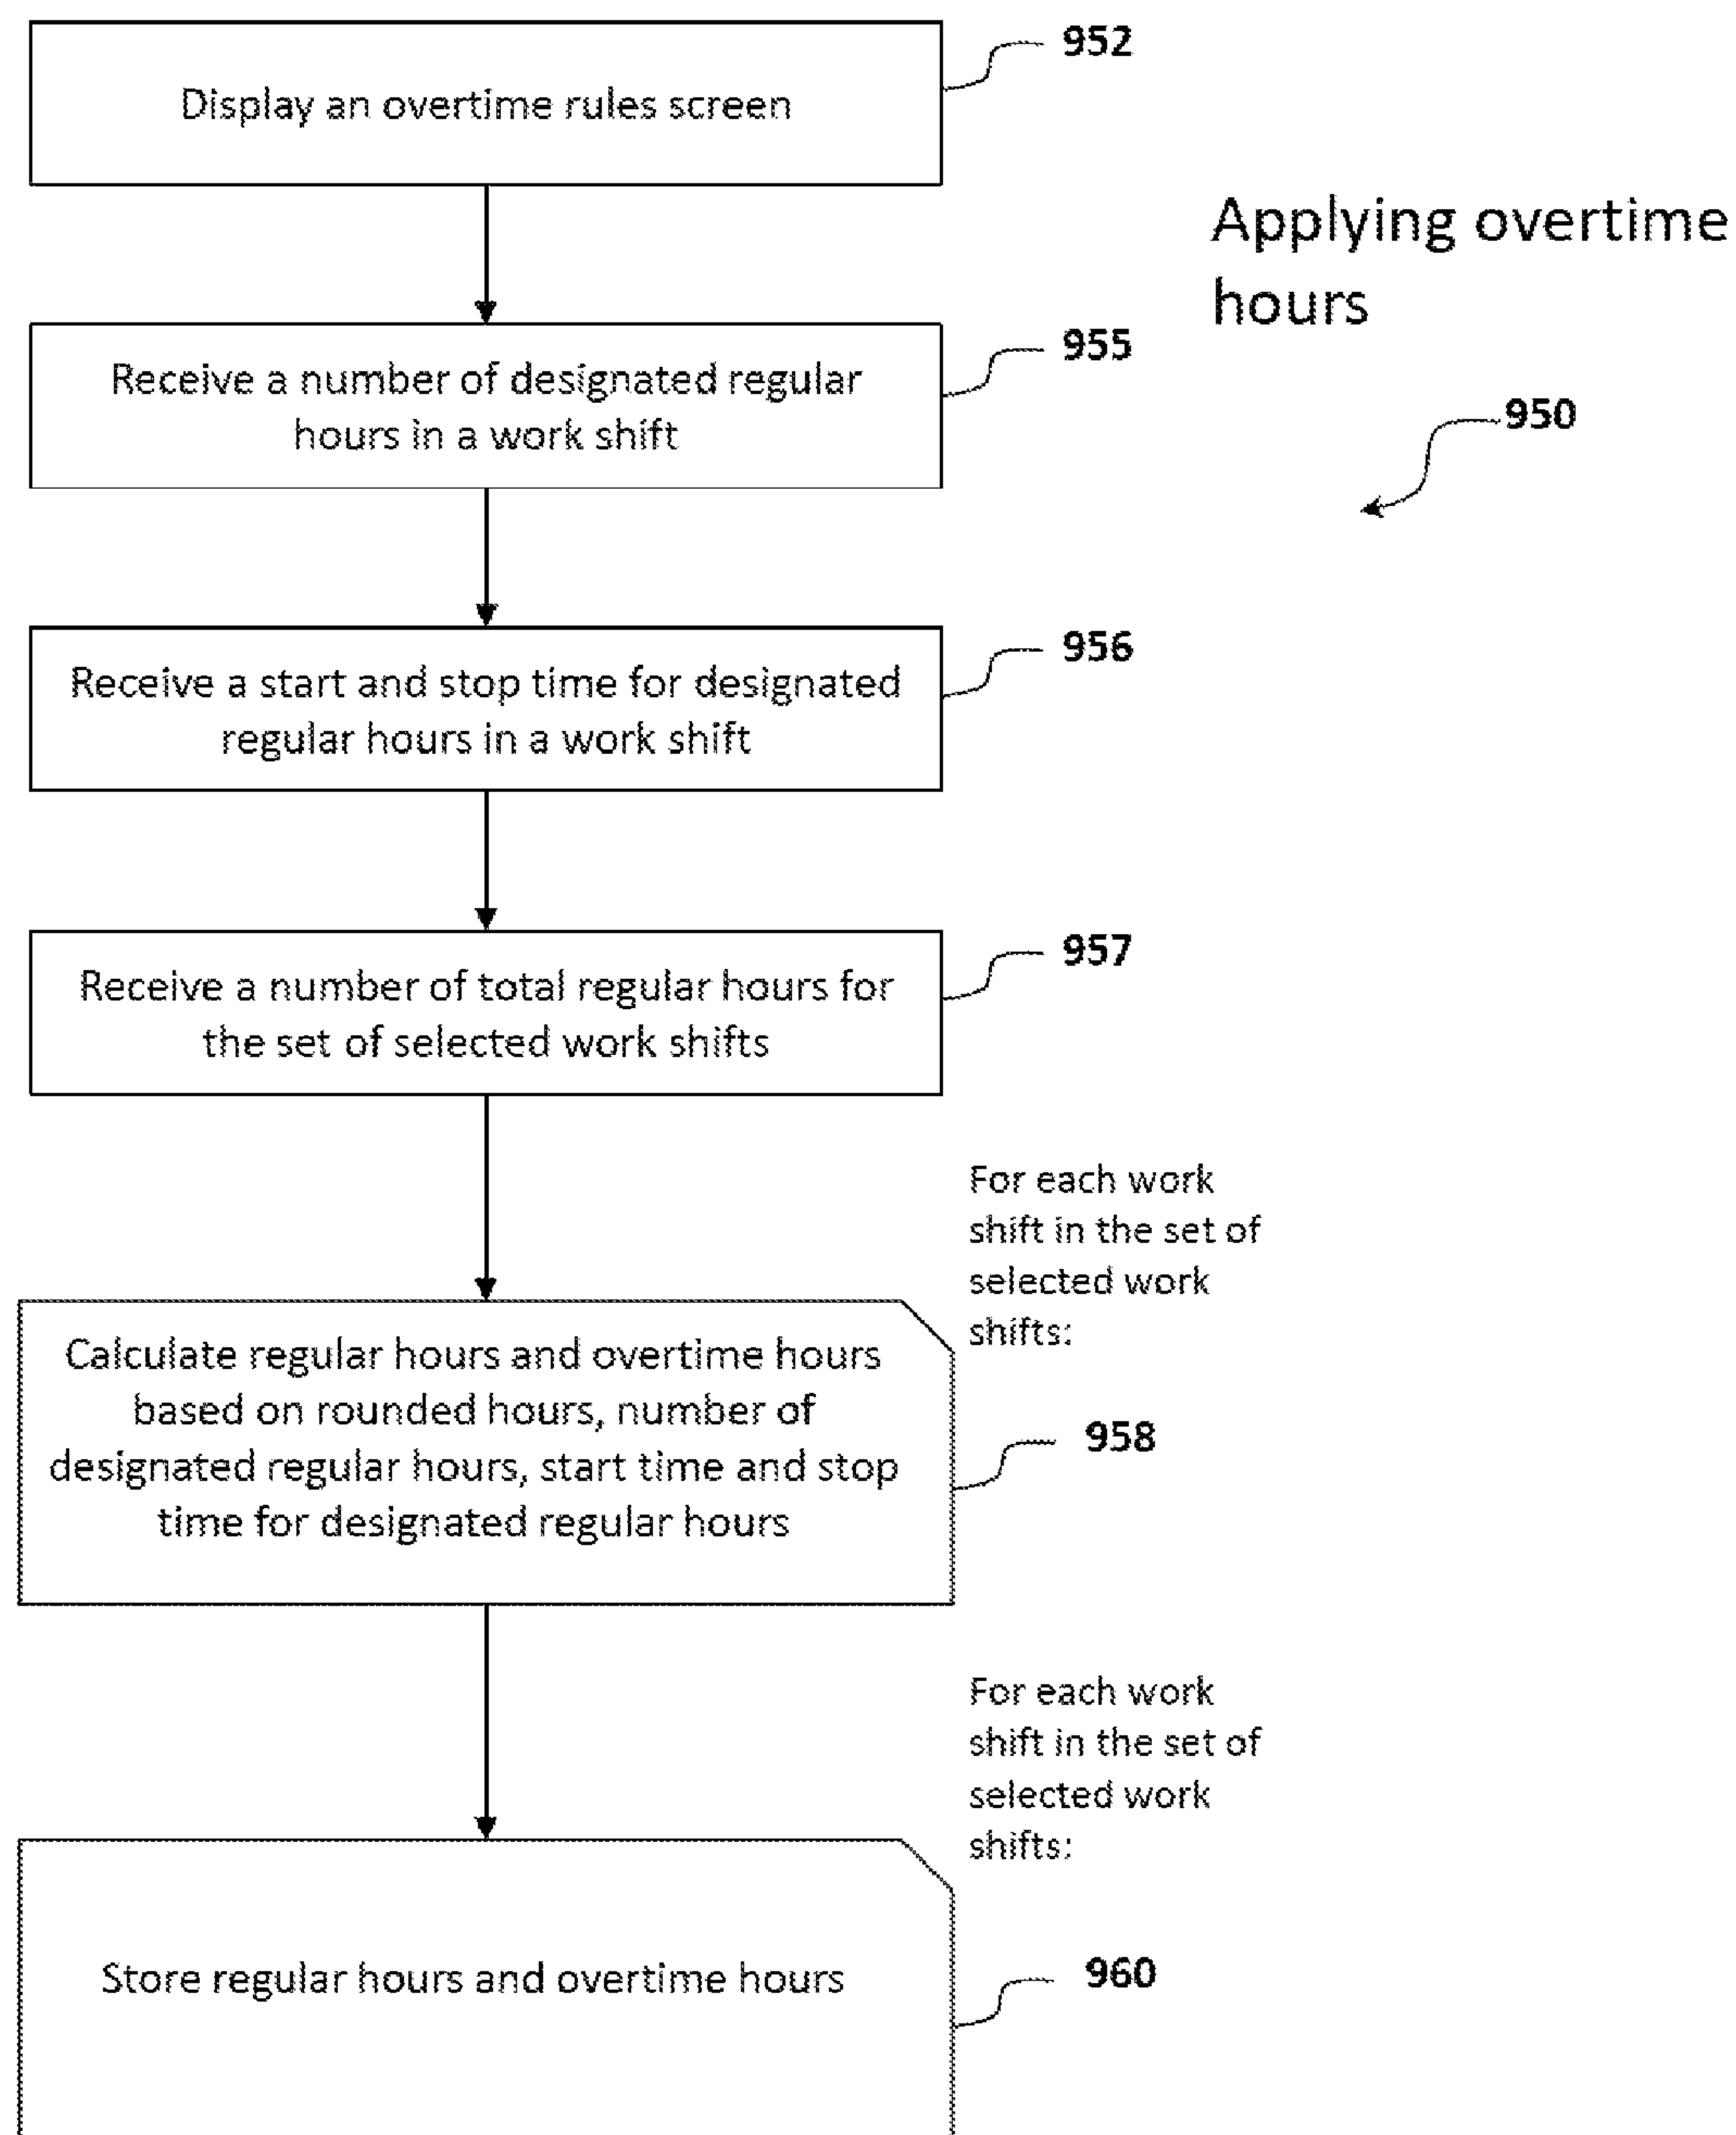 952
Display an overtime rules screen
Applying overtime
hours
955
Receive a number of designated regular
hours in a work shift
950
956
Receive a start and stop time for designated
regular hours in a work shift
957
Receive a number of total regular hours for
the set of selected work shifts
For each work
shift in the set of
selected work
shifts:
Calculate regular hours and overtime hours
based on rounded hours, number of
designated regular hours, start time and stop
time for designated regular hours
958
For each work
shift in the set of
selected work
shifts:
Store regular hours and overtime hours
960